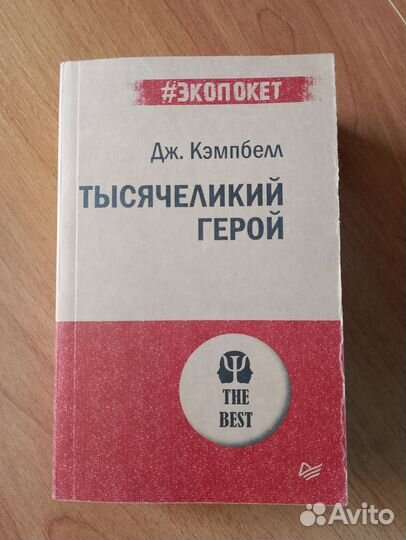 #ЭКОПОКЕТ
Дж. Кэмпбелл
ТЫСЯЧЕЛИКИЙ
ГЕРОЙ
Ψ
THE
BEST
Avito